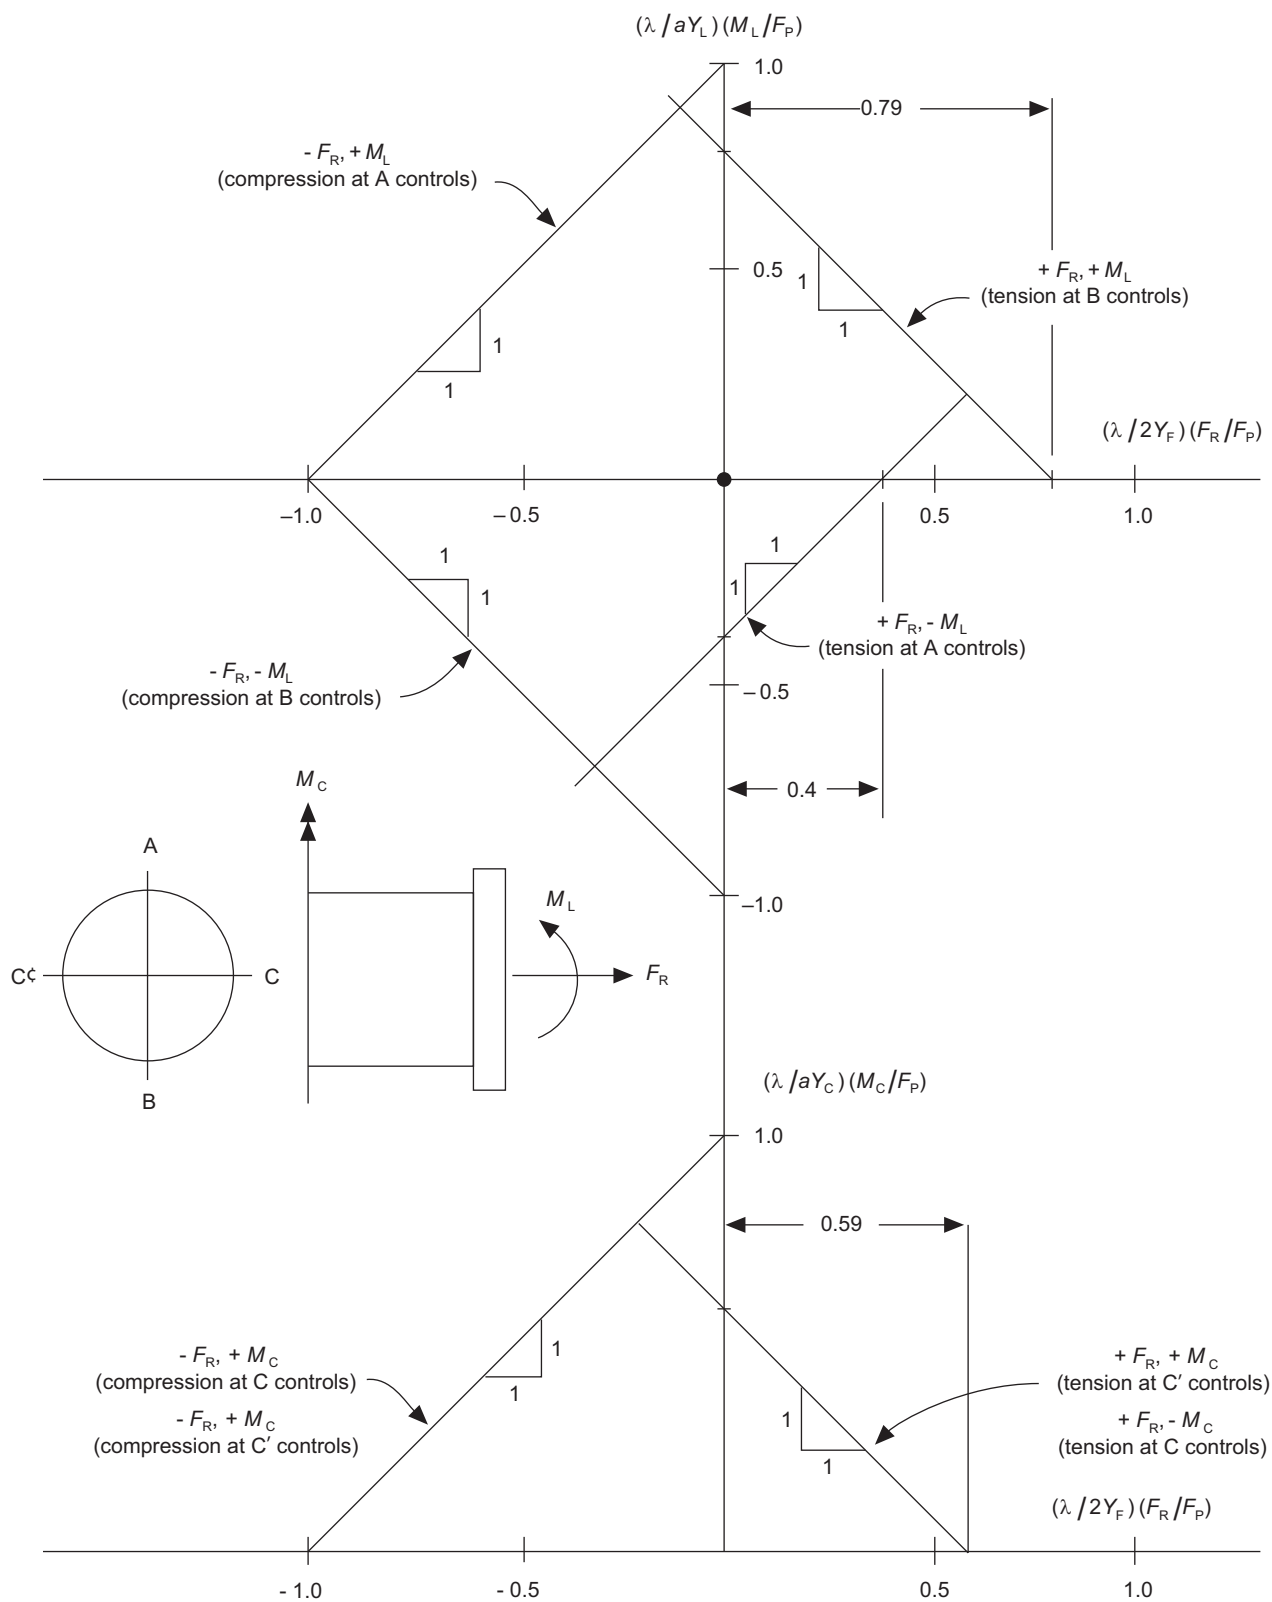 (λ/aY_L)(M_L/F_P)
1.0
0.79
- F_R, + M_L
(compression at A controls)
0.5
1
1
+ F_R, + M_L
(tension at B controls)
1
1
(λ/2Y_F)(F_R/F_P)
–1.0
– 0.5
0.5
1.0
1
1
1
1
+ F_R, - M_L
(tension at A controls)
- F_R, - M_L
(compression at B controls)
– 0.5
0.4
M_C
A
M_L
–1.0
C¢
C
F_R
B
(λ/aY_C)(M_C/F_P)
1.0
0.59
- F_R, + M_C
(compression at C controls)
- F_R, + M_C
(compression at C′ controls)
1
1
+ F_R, + M_C
(tension at C′ controls)
+ F_R, - M_C
(tension at C controls)
1
1
(λ/2Y_F)(F_R/F_P)
- 1.0
- 0.5
0.5
1.0